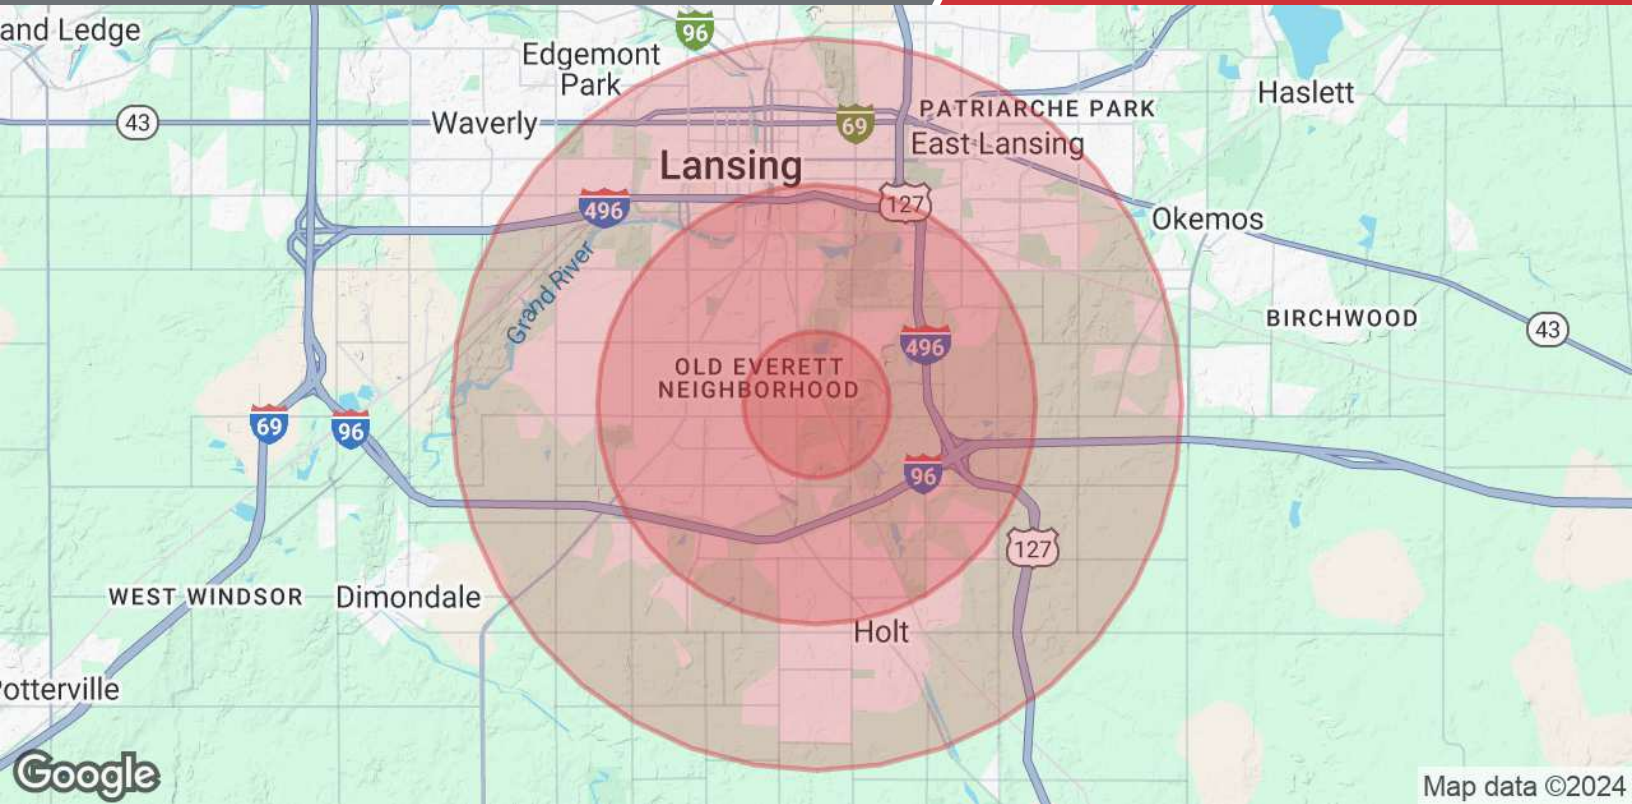 and Ledge
96
Edgemont
Park
Haslett
PATRIARCHE PARK
43
Waverly
69
East Lansing
Lansing
496
127
Okemos
Grand River
BIRCHWOOD
43
496
OLD EVERETT
NEIGHBORHOOD
69
96
96
127
WEST WINDSOR
Dimondale
Holt
Potterville
Google
Map data ©2024